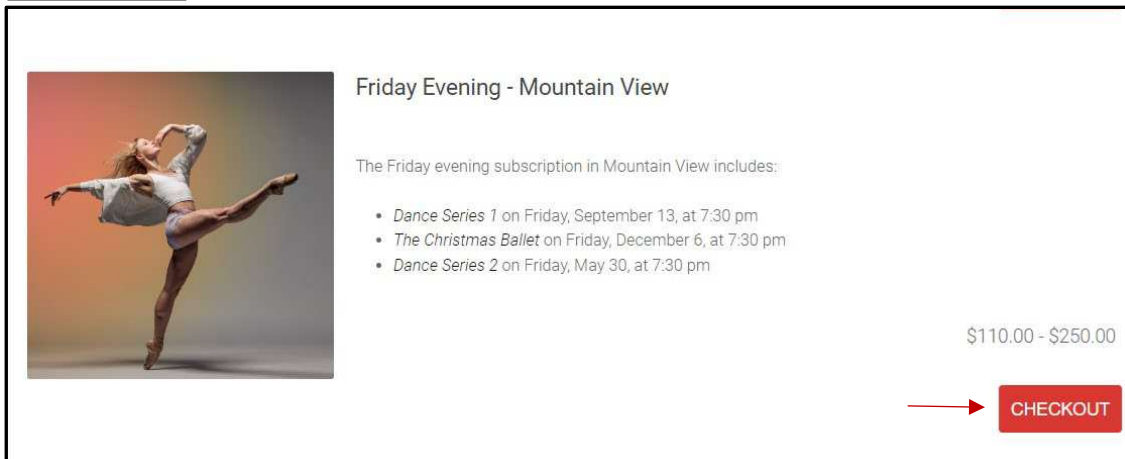 Friday Evening - Mountain View
The Friday evening subscription in Mountain View includes:
• Dance Series 1 on Friday, September 13, at 7:30 pm
• The Christmas Ballet on Friday, December 6, at 7:30 pm
• Dance Series 2 on Friday, May 30, at 7:30 pm
$110.00 - $250.00
CHECKOUT